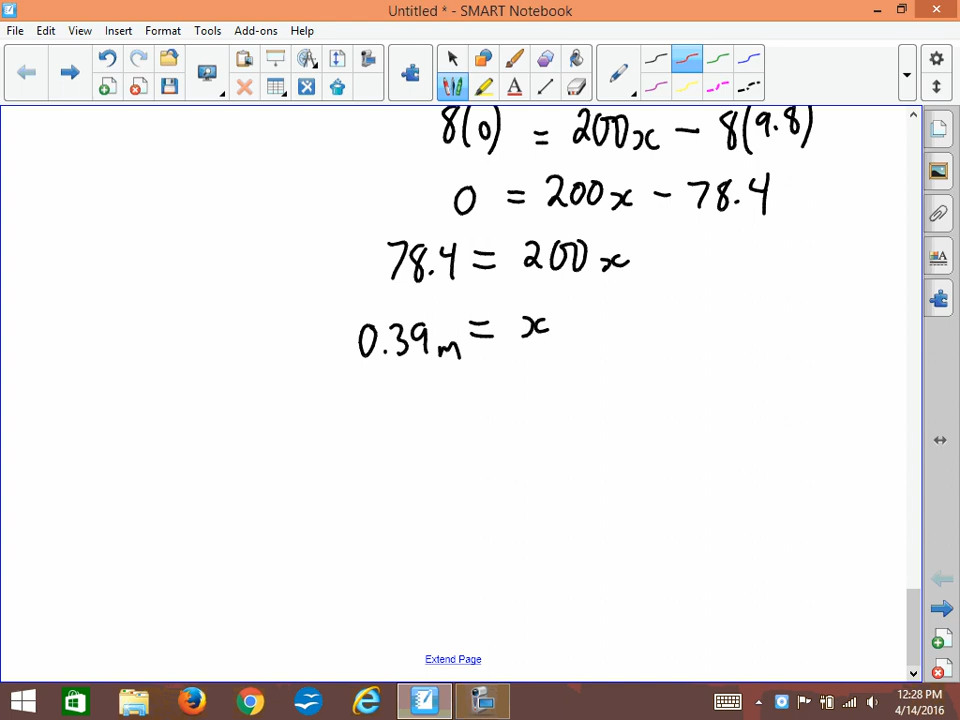 Untitled * - SMART Notebook
File Edit View Insert Format Tools Add-ons Help
8(0) = 200x - 8(9.8)
0 = 200x - 78.4
78.4 = 200x
0.39m = x
Extend Page
12:28 PM
4/14/2016